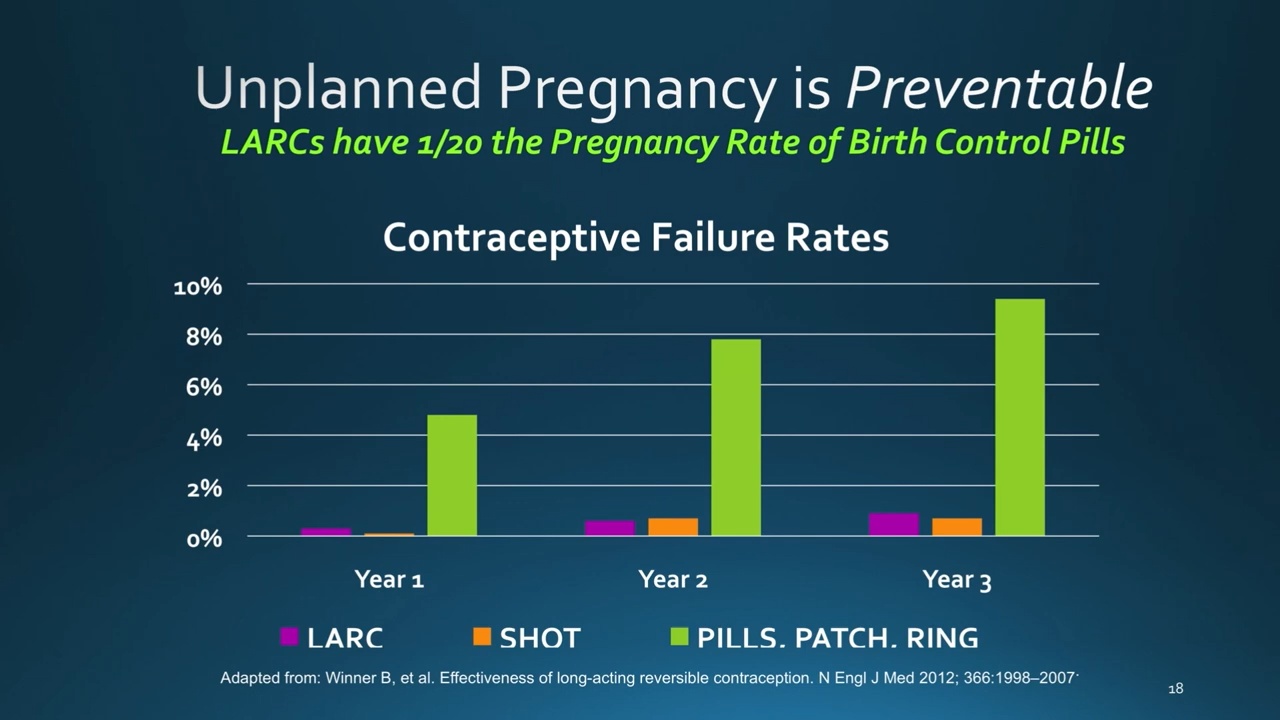 Unplanned Pregnancy is Preventable
LARCs have 1/20 the Pregnancy Rate of Birth Control Pills
Contraceptive Failure Rates
10%
8%
6%
4%
2%
0%
Year 1 Year 2 Year 3
LARC SHOT PILLS, PATCH, RING
Adapted from: Winner B, et al. Effectiveness of long-acting reversible contraception. N Engl J Med 2012; 366:1998–2007.
18